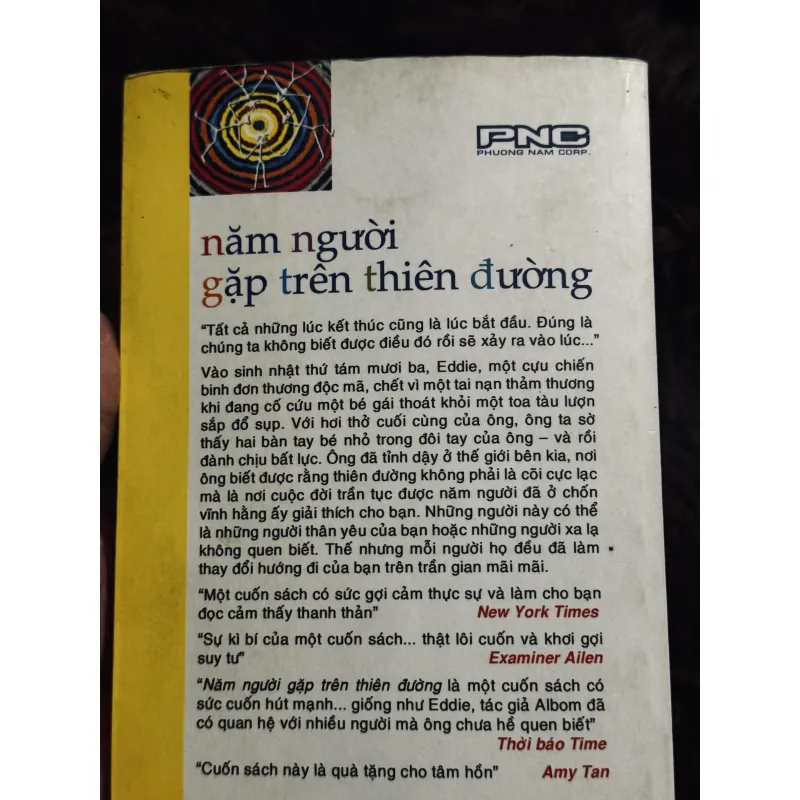 PNC
PHUONG NAM CORP.
năm người
gặp trên thiên đường
“Tất cả những lúc kết thúc cũng là lúc bắt đầu. Đúng là
chúng ta không biết được điều đó rồi sẽ xảy ra vào lúc...”
Vào sinh nhật thứ tám mươi ba, Eddie, một cựu chiến
binh đơn thương độc mã, chết vì một tai nạn thảm thương
khi đang cố cứu một bé gái thoát khỏi một toa tàu lượn
sắp đổ sụp. Với hơi thở cuối cùng của ông, ông ta sờ
thấy hai bàn tay bé nhỏ trong đôi tay của ông – và rồi
đành chịu bất lực. Ông đã tỉnh dậy ở thế giới bên kia, nơi
ông biết được rằng thiên đường không phải là cõi cực lạc
mà là nơi cuộc đời trần tục được năm người đã ở chốn
vĩnh hằng ấy giải thích cho bạn. Những người này có thể
là những người thân yêu của bạn hoặc những người xa lạ
không quen biết. Thế nhưng mỗi người họ đều đã làm
thay đổi hướng đi của bạn trên trần gian mãi mãi.
“Một cuốn sách có sức gợi cảm thực sự và làm cho bạn
đọc cảm thấy thanh thản” New York Times
“Sự kì bí của một cuốn sách... thật lôi cuốn và khơi gợi
suy tư” Examiner Ailen
“Năm người gặp trên thiên đường là một cuốn sách có
sức cuốn hút mạnh... giống như Eddie, tác giả Albom đã
có quan hệ với nhiều người mà ông chưa hề quen biết”
Thời báo Time
“Cuốn sách này là quà tặng cho tâm hồn” Amy Tan